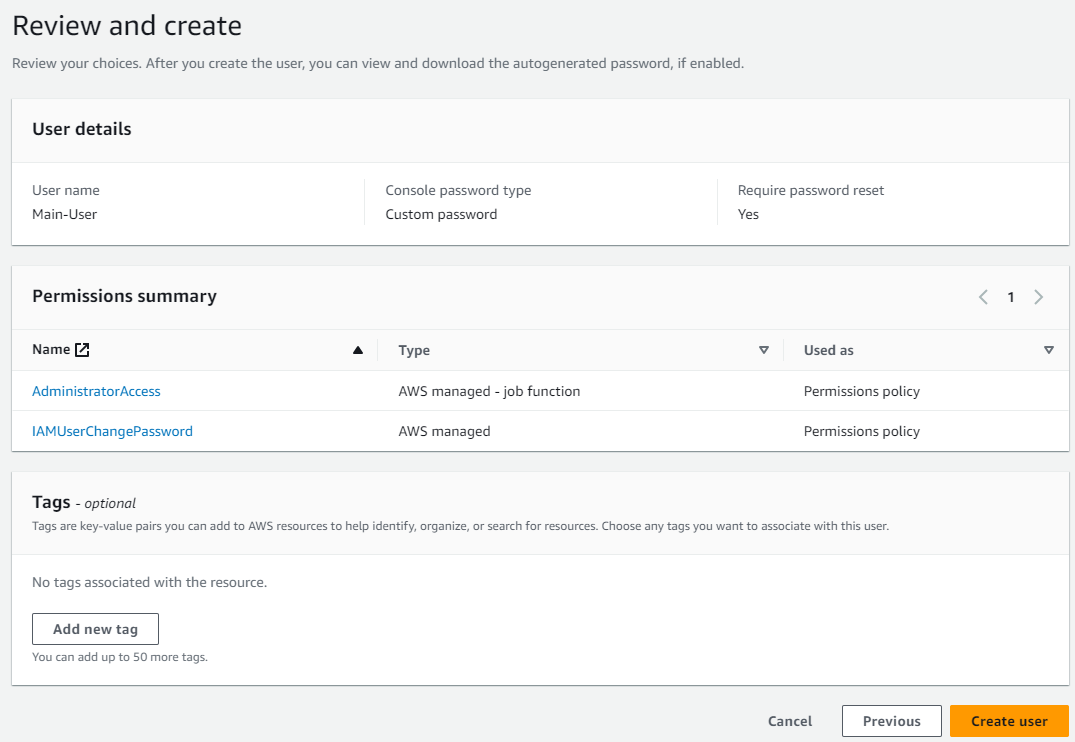 Review and create
Review your choices. After you create the user, you can view and download the autogenerated password, if enabled.
User details
User name
Console password type
Require password reset
Main-User
Custom password
Yes
Permissions summary
1
Name
Type
Used as
AdministratorAccess
AWS managed - job function
Permissions policy
IAMUserChangePassword
AWS managed
Permissions policy
Tags - optional
Tags are key-value pairs you can add to AWS resources to help identify, organize, or search for resources. Choose any tags you want to associate with this user.
No tags associated with the resource.
Add new tag
You can add up to 50 more tags.
Cancel
Previous
Create user